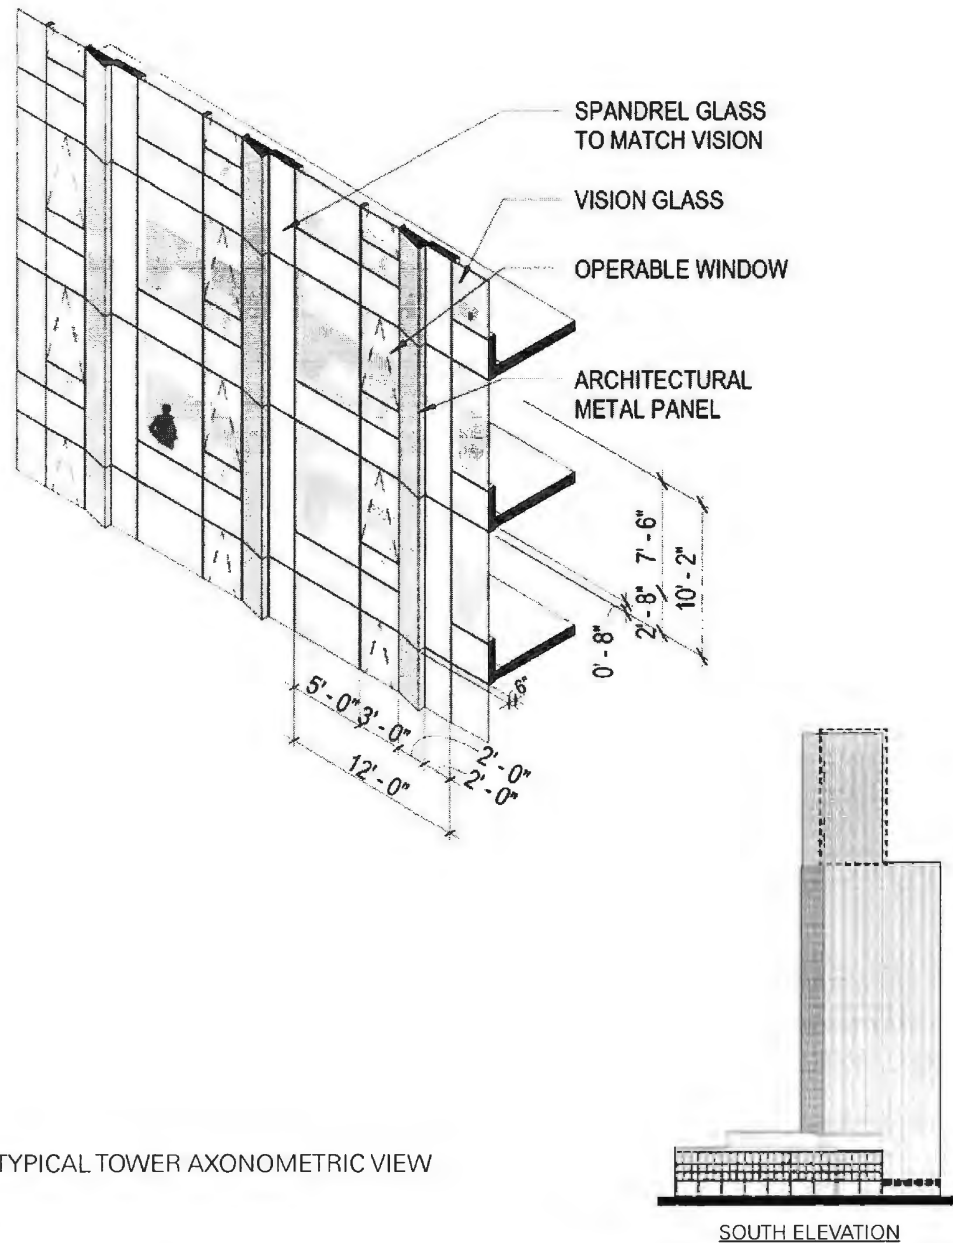 SPANDREL GLASS
TO MATCH VISION
VISION GLASS
OPERABLE WINDOW
ARCHITECTURAL
METAL PANEL
7' - 6"
10' - 2"
2' - 8"
0' - 8"
6"
5' - 0"
3' - 0"
2' - 0"
2' - 0"
12' - 0"
TYPICAL TOWER AXONOMETRIC VIEW
SOUTH ELEVATION